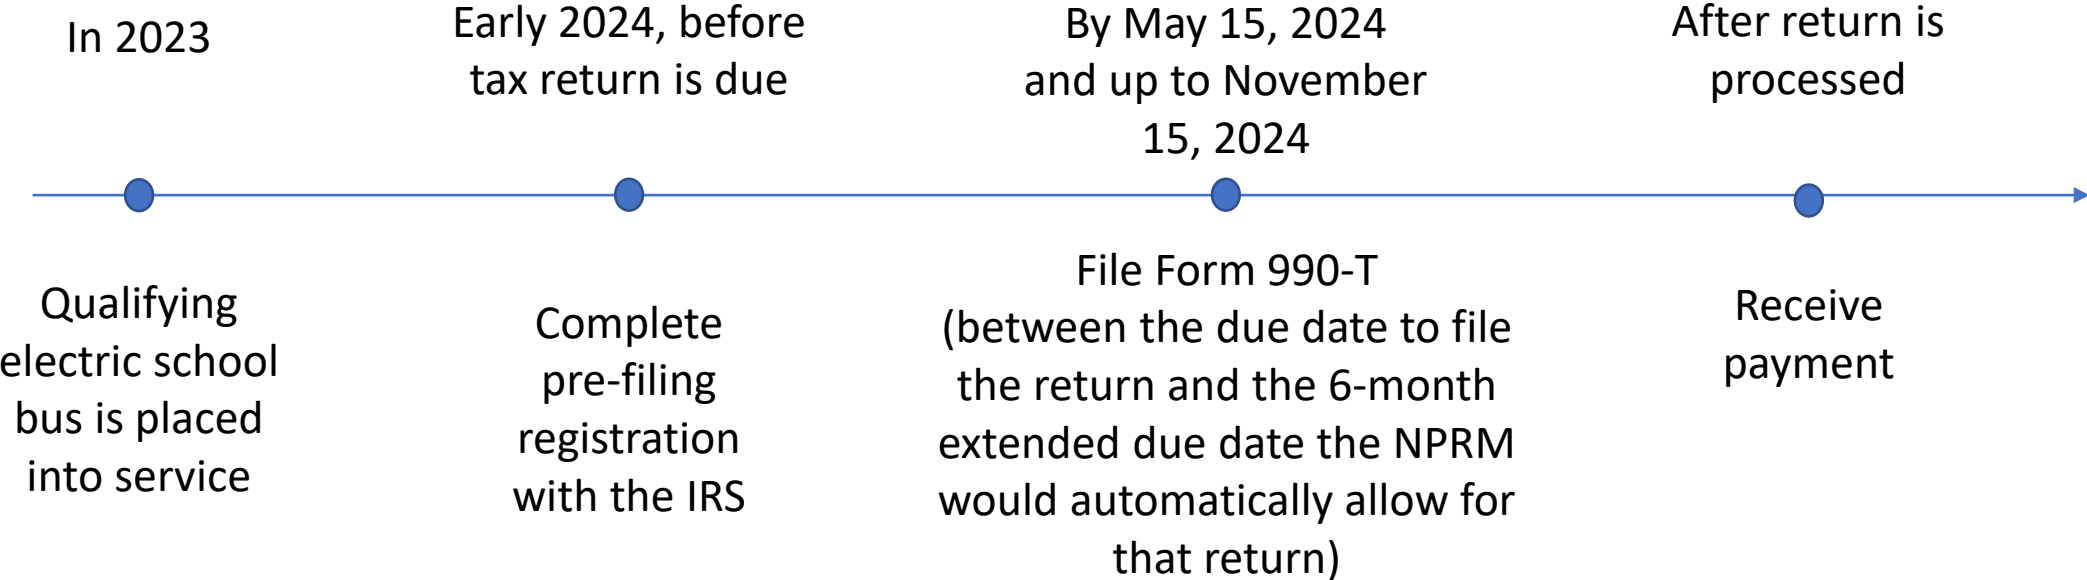 In 2023
Early 2024, before
tax return is due
By May 15, 2024
and up to November
15, 2024
After return is
processed
Qualifying
electric school
bus is placed
into service
Complete
pre-filing
registration
with the IRS
File Form 990-T
(between the due date to file
the return and the 6-month
extended due date the NPRM
would automatically allow for
that return)
Receive
payment